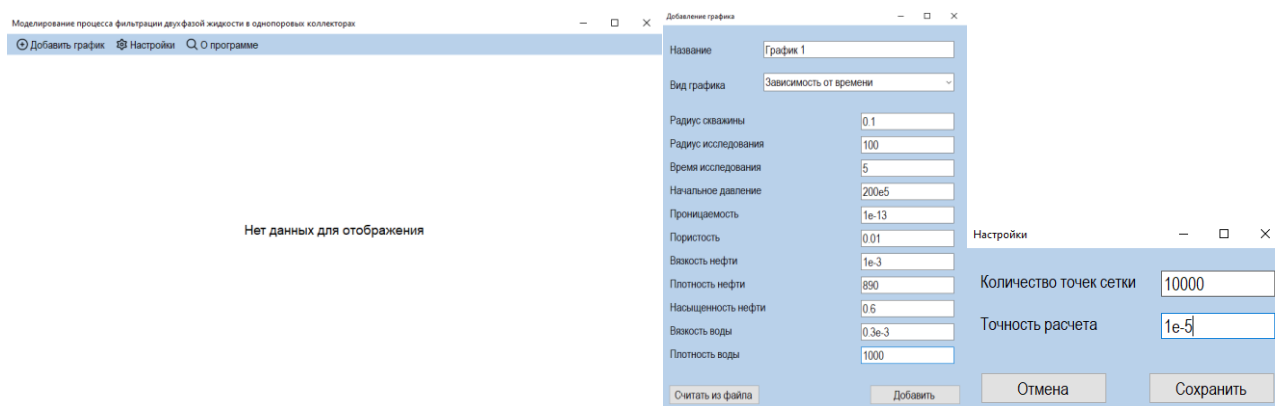 Моделирование процесса фильтрации двухфазой жидкости в однопоровых коллекторах
Добавить график Настройки О программе
Нет данных для отображения
Добавление графика
Название График 1
Вид графика Зависимость от времени
Радиус скважины 0.1
Радиус исследования 100
Время исследования 5
Начальное давление 200e5
Проницаемость 1e-13
Пористость 0.01
Вязкость нефти 1e-3
Плотность нефти 890
Насыщенность нефти 0.6
Вязкость воды 0.3e-3
Плотность воды 1000
Считать из файла Добавить
Настройки
Количество точек сетки 10000
Точность расчета 1e-5
Отмена Сохранить